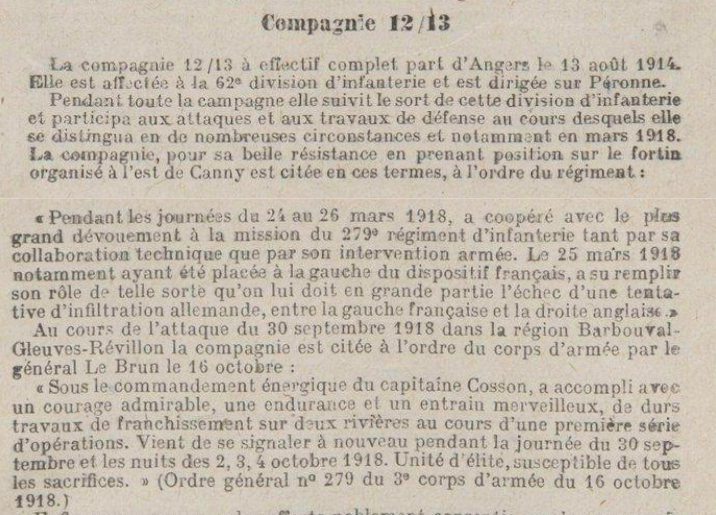 Compagnie 12/13
La compagnie 12/13 à effectif complet part d'Angers le 13 août 1914.
Elle est affectée à la 62e division d'infanterie et est dirigée sur Péronne.
Pendant toute la campagne elle suivit le sort de cette division d'infanterie
et participa aux attaques et aux travaux de défense au cours desquels elle
se distingua en de nombreuses circonstances et notamment en mars 1918.
La compagnie, pour sa belle résistance en prenant position sur le fortin
organisé à l'est de Canny est citée en ces termes, à l'ordre du régiment :
« Pendant les journées du 24 au 26 mars 1918, a coopéré avec le plus
grand dévouement à la mission du 279e régiment d'infanterie tant par sa
collaboration technique que par son intervention armée. Le 25 mars 1918
notamment ayant été placée à la gauche du dispositif français, a su remplir
son rôle de telle sorte qu'on lui doit en grande partie l'échec d'une tenta-
tive d'infiltration allemande, entre la gauche française et la droite anglaise. »
Au cours de l'attaque du 30 septembre 1918 dans la région Barbouval-
Gleuves-Révillon la compagnie est citée à l'ordre du corps d'armée par le
général Le Brun le 16 octobre :
« Sous le commandement énergique du capitaine Cosson, a accompli avec
un courage admirable, une endurance et un entrain merveilleux, de durs
travaux de franchissement sur deux rivières au cours d'une première série
d'opérations. Vient de se signaler à nouveau pendant la journée du 30 sep-
tembre et les nuits des 2, 3, 4 octobre 1918. Unité d'élite, susceptible de tous
les sacrifices. » (Ordre général no 279 du 3e corps d'armée du 16 octobre
1918.)